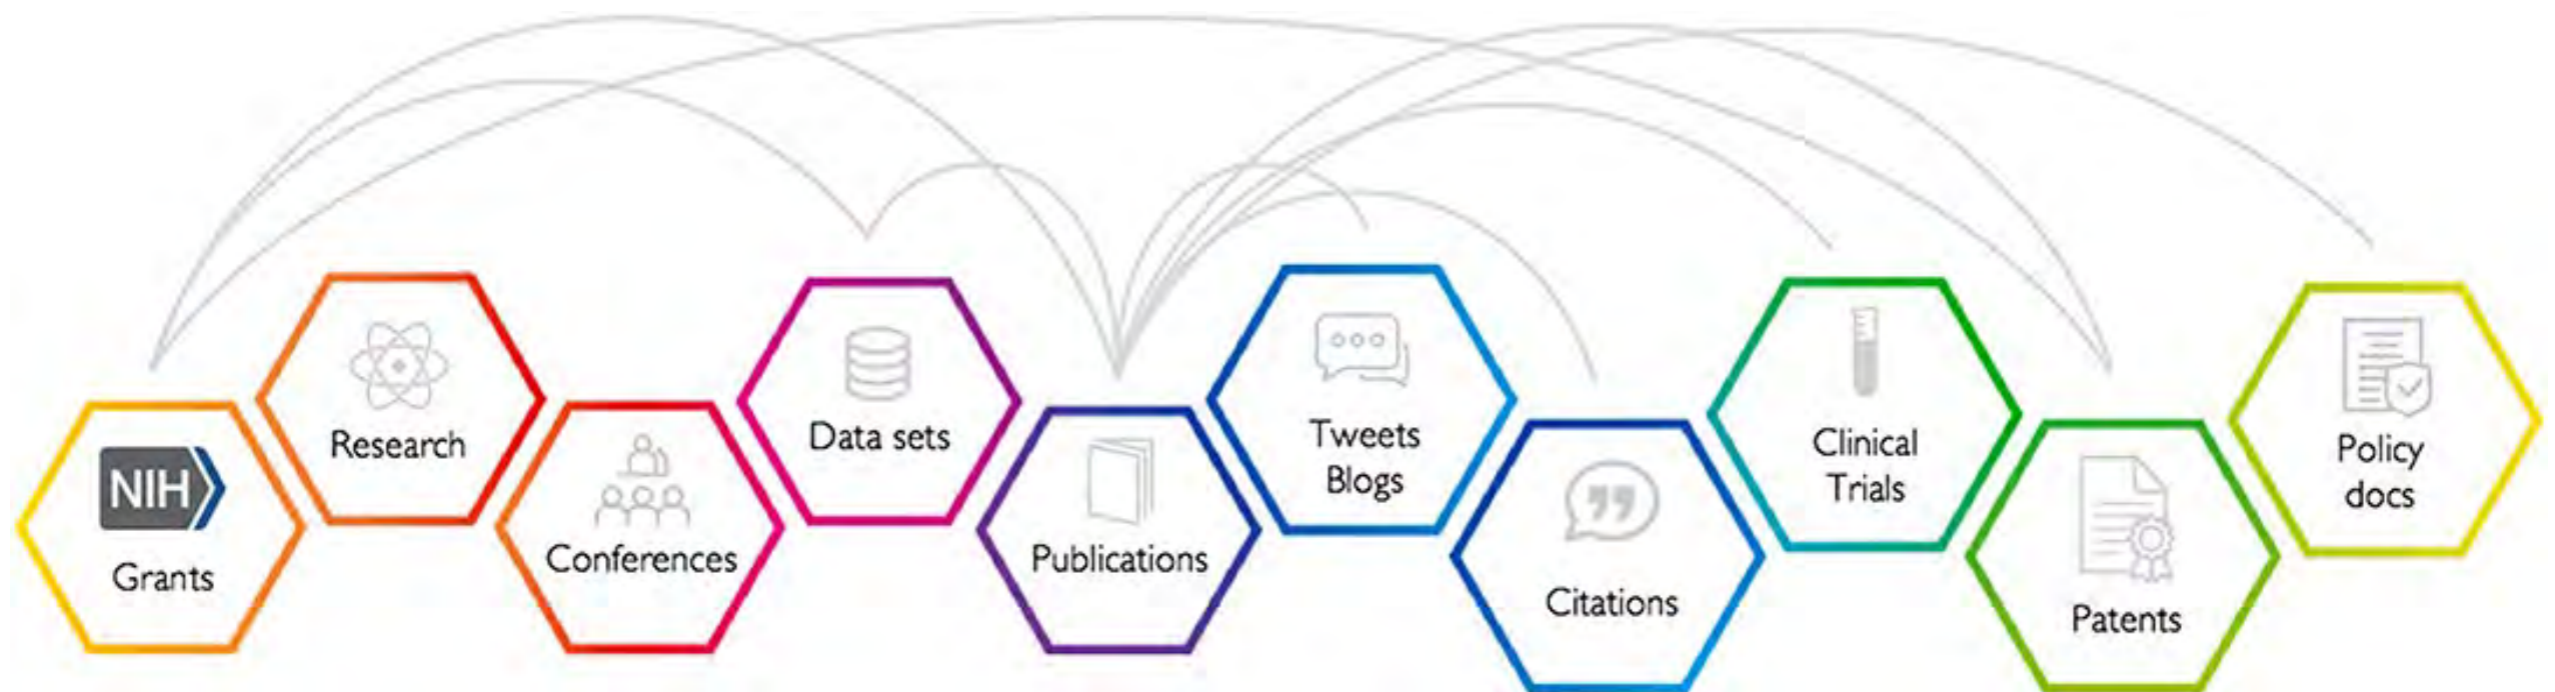 NIH
Grants
Research
Conferences
Data sets
Publications
Tweets
Blogs
Citations
Clinical
Trials
Patents
Policy
docs